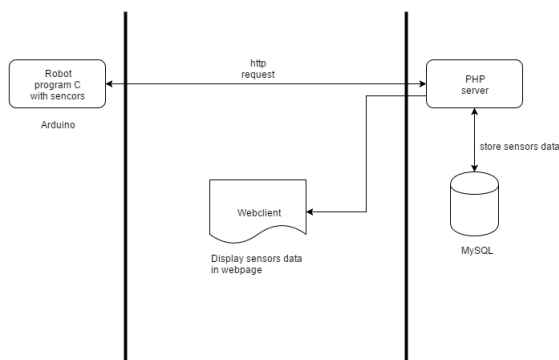 Robot
program C
with sencors
Arduino
http
request
PHP
server
store sensors data
MySQL
Webclient
Display sensors data
in webpage